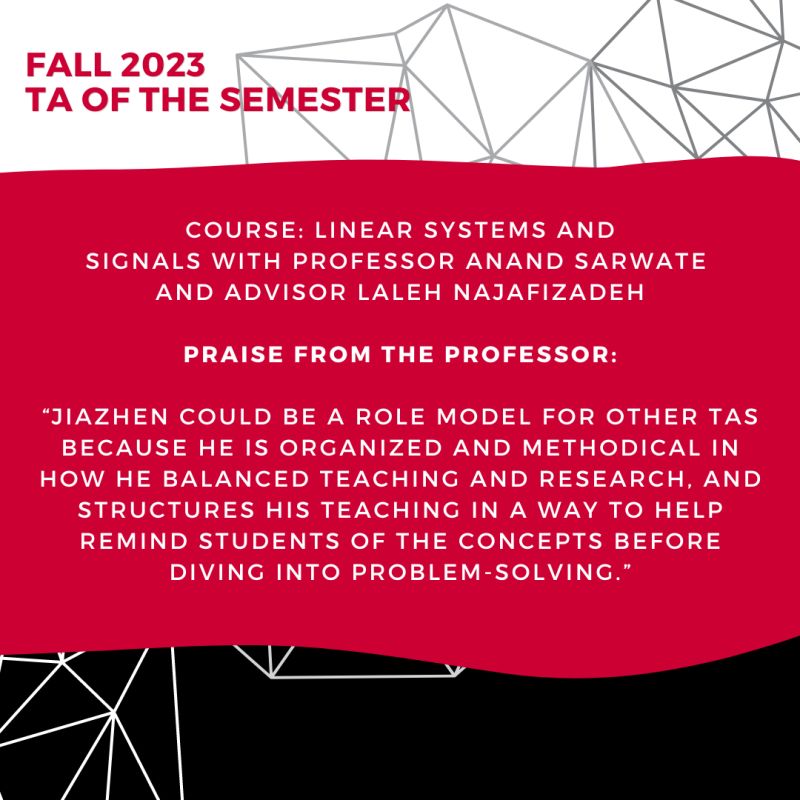 FALL 2023
TA OF THE SEMESTER
COURSE: LINEAR SYSTEMS AND
SIGNALS WITH PROFESSOR ANAND SARWATE
AND ADVISOR LALEH NAJAFIZADEH
PRAISE FROM THE PROFESSOR:
“JIAZHEN COULD BE A ROLE MODEL FOR OTHER TAS
BECAUSE HE IS ORGANIZED AND METHODICAL IN
HOW HE BALANCED TEACHING AND RESEARCH, AND
STRUCTURES HIS TEACHING IN A WAY TO HELP
REMIND STUDENTS OF THE CONCEPTS BEFORE
DIVING INTO PROBLEM-SOLVING.”